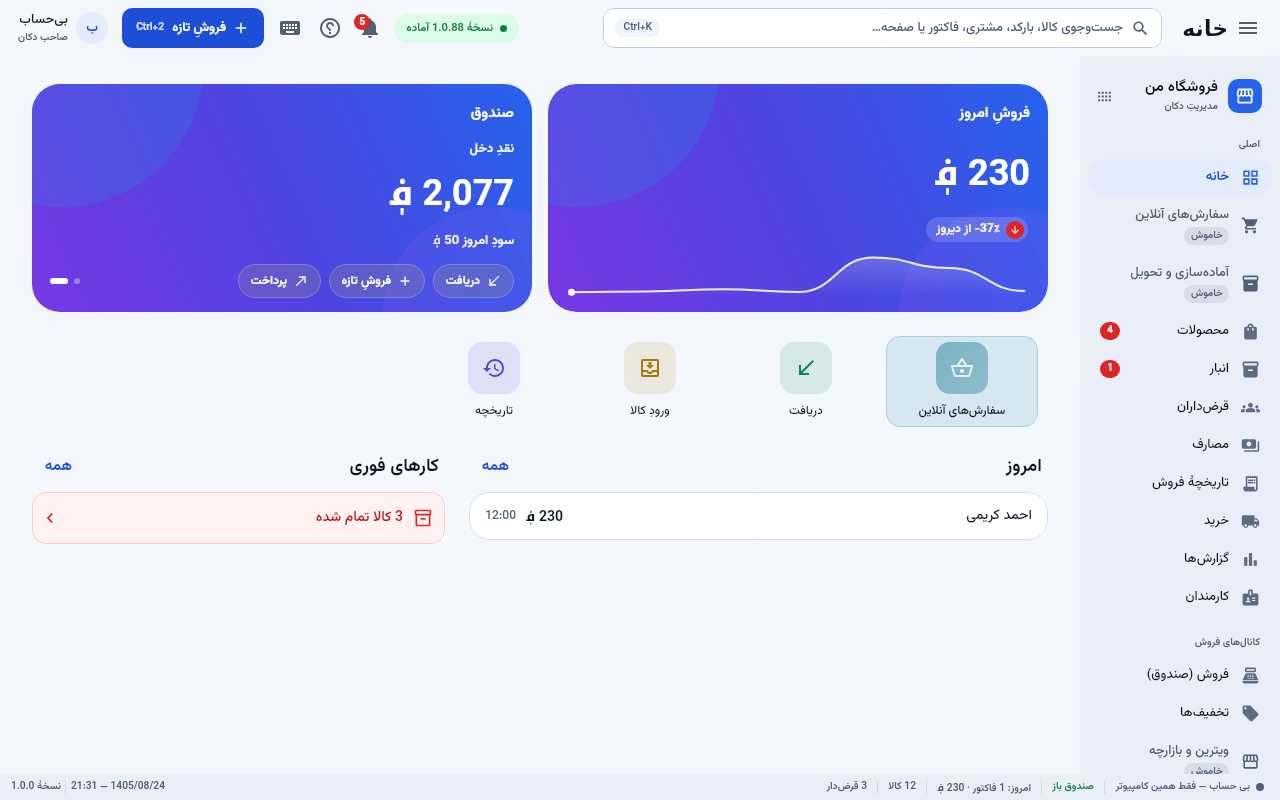 خانه
جست‌وجوی کالا، بارکد، مشتری، فاکتور یا صفحه…
Ctrl+K
نسخهٔ 1.0.88 آماده
5
فروشِ تازه
Ctrl+2
ب
بی‌حساب
صاحب دکان
فروشگاه من
مدیریتِ دکان
اصلی
خانه
سفارش‌های آنلاین
خاموش
آماده‌سازی و تحویل
خاموش
محصولات
4
انبار
1
قرض‌داران
مصارف
تاریخچهٔ فروش
خرید
گزارش‌ها
کارمندان
کانال‌های فروش
فروش (صندوق)
تخفیف‌ها
ویترین و بازارچه
خاموش
فروشِ امروز
230 ؋
‎-37٪ از دیروز
صندوق
نقدِ دخل
2,077 ؋
سودِ امروز 50 ؋
دریافت
فروشِ تازه
پرداخت
سفارش‌های آنلاین
دریافت
ورودِ کالا
تاریخچه
امروز
همه
احمد کریمی
230 ؋
12:00
کارهای فوری
همه
3 کالا تمام شده
بی حساب — فقط همین کامپیوتر
صندوق باز
امروز: 1 فاکتور · 230 ؋
12 کالا
3 قرض‌دار
1405/08/24 — 21:31
نسخهٔ 1.0.0